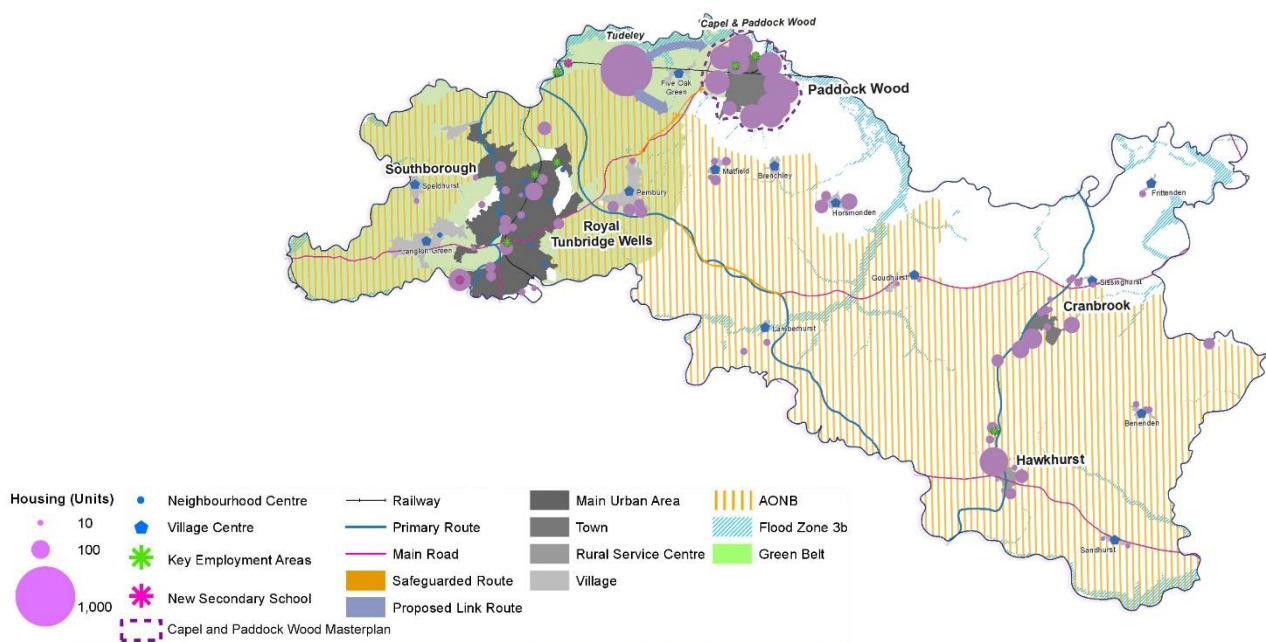 Tudeley
Capel & Paddock Wood
Five Oak
Green
Paddock Wood
Southborough
Speldhurst
Pembury
Matfield
Brenchley
Frittenden
Horsmonden
Royal
Tunbridge Wells
Langton Green
Goudhurst
Sissinghurst
Cranbrook
Lamberhurst
Benenden
Hawkhurst
Sandhurst
Housing (Units)
10
100
1,000
Neighbourhood Centre
Village Centre
Key Employment Areas
New Secondary School
Capel and Paddock Wood Masterplan
Railway
Primary Route
Main Road
Safeguarded Route
Proposed Link Route
Main Urban Area
Town
Rural Service Centre
Village
AONB
Flood Zone 3b
Green Belt